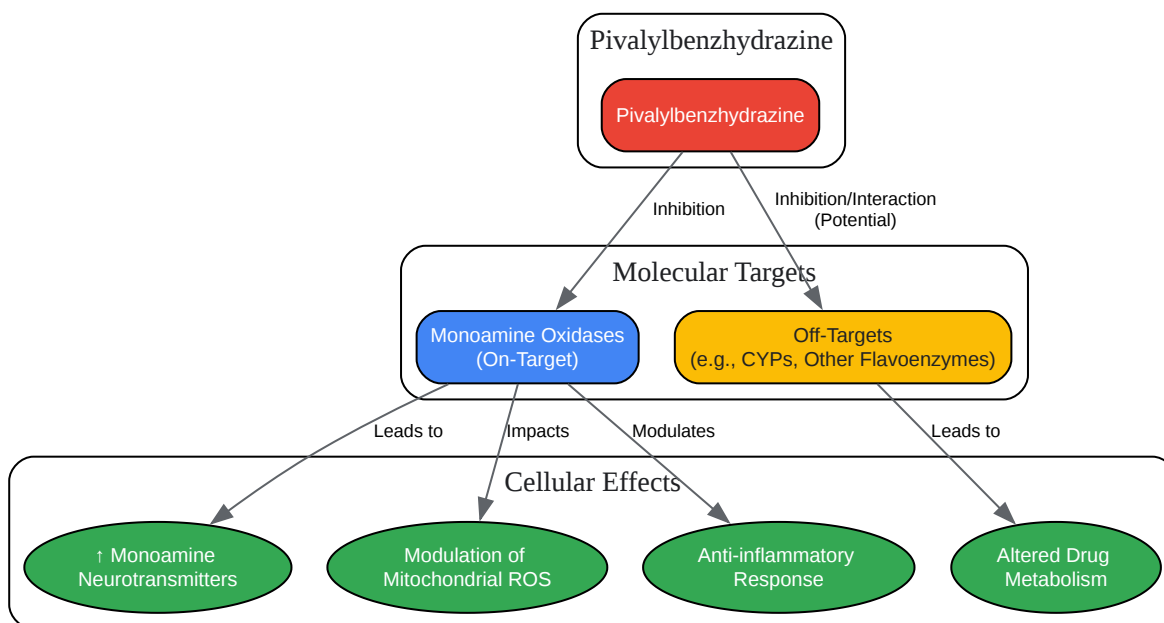 Pivalylbenzhydrazine
Pivalylbenzhydrazine
Inhibition
Inhibition/Interaction
(Potential)
Molecular Targets
Monoamine Oxidases
(On-Target)
Off-Targets
(e.g., CYPs, Other Flavoenzymes)
Leads to
Impacts
Modulates
Leads to
Cellular Effects
↑ Monoamine
Neurotransmitters
Modulation of
Mitochondrial ROS
Anti-inflammatory
Response
Altered Drug
Metabolism